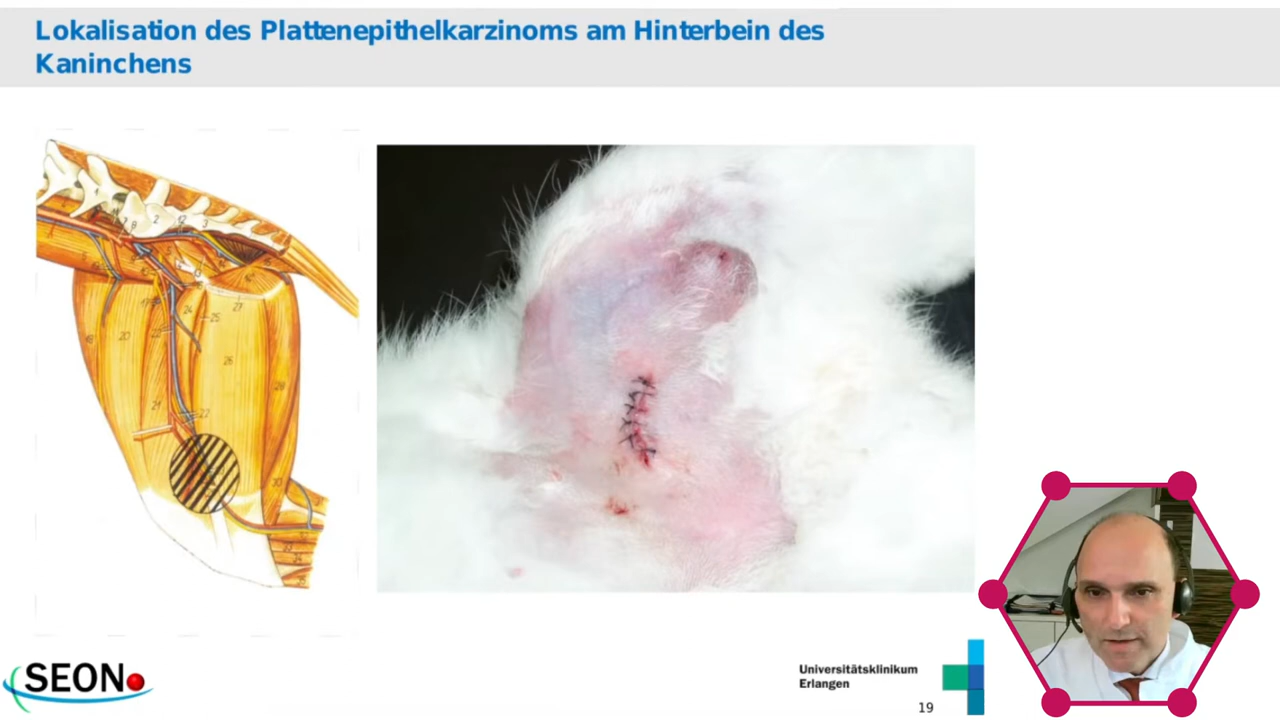 Lokalisation des Plattenepithelkarzinoms am Hinterbein des
Kaninchens
SEON
Universitätsklinikum
Erlangen
19